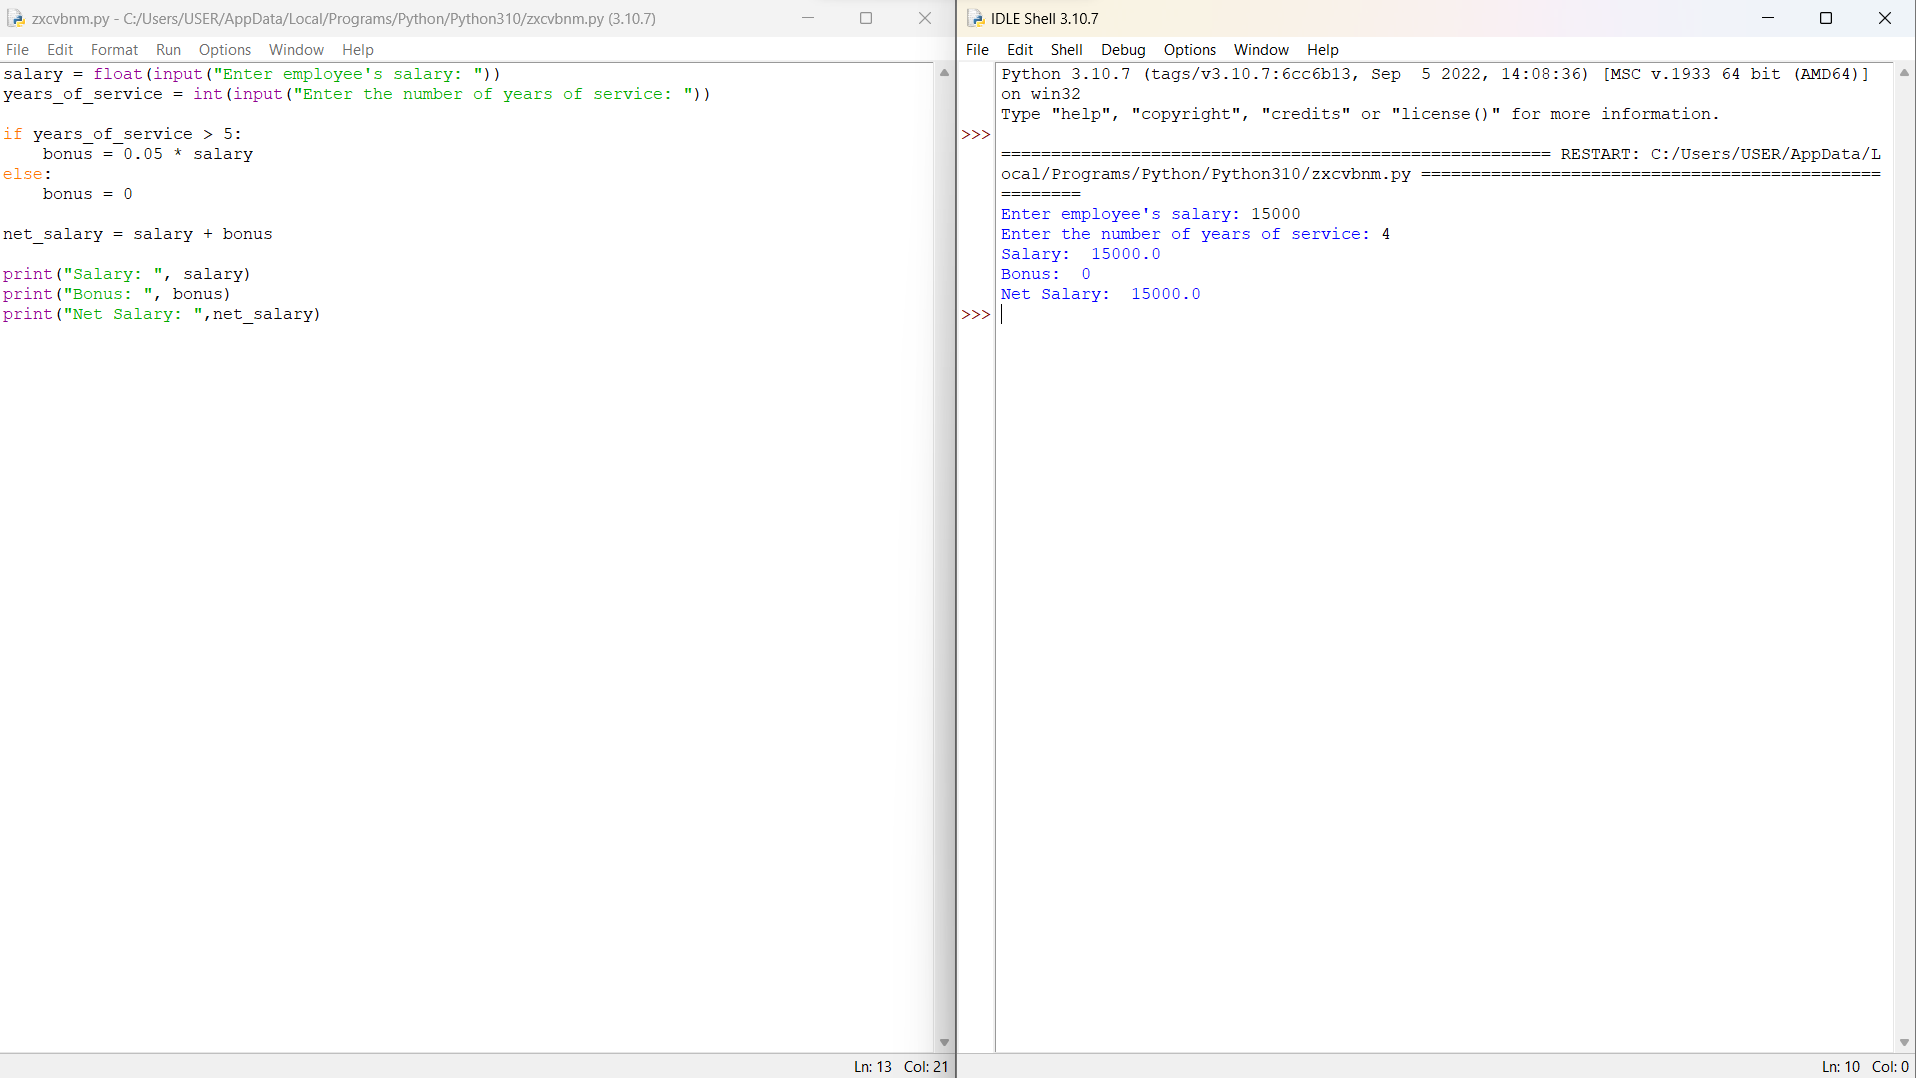 zxcvbnm.py - C:/Users/USER/AppData/Local/Programs/Python/Python310/zxcvbnm.py (3.10.7)
File Edit Format Run Options Window Help
salary = float(input("Enter employee's salary: "))
years_of_service = int(input("Enter the number of years of service: "))
if years_of_service > 5:
    bonus = 0.05 * salary
else:
    bonus = 0
net_salary = salary + bonus
print("Salary: ", salary)
print("Bonus: ", bonus)
print("Net Salary: ",net_salary)
Ln: 13 Col: 21
IDLE Shell 3.10.7
File Edit Shell Debug Options Window Help
Python 3.10.7 (tags/v3.10.7:6cc6b13, Sep  5 2022, 14:08:36) [MSC v.1933 64 bit (AMD64)]
on win32
Type "help", "copyright", "credits" or "license()" for more information.
>>>
======================================================= RESTART: C:/Users/USER/AppData/L
ocal/Programs/Python/Python310/zxcvbnm.py ==============================================
========
Enter employee's salary: 15000
Enter the number of years of service: 4
Salary:  15000.0
Bonus:  0
Net Salary:  15000.0
>>>
Ln: 10 Col: 0